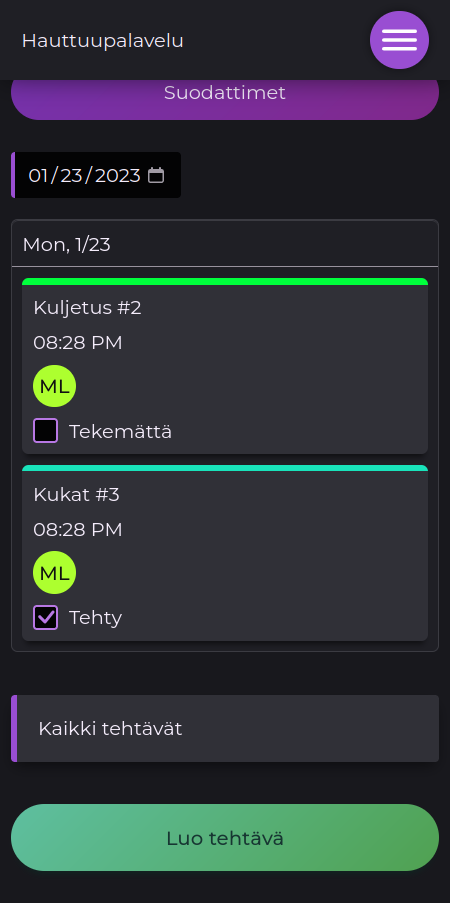 Hauttuupalavelu
Suodattimet
01/23/2023
Mon, 1/23
Kuljetus #2
08:28 PM
ML
Tekemättä
Kukat #3
08:28 PM
ML
Tehty
Kaikki tehtävät
Luo tehtävä